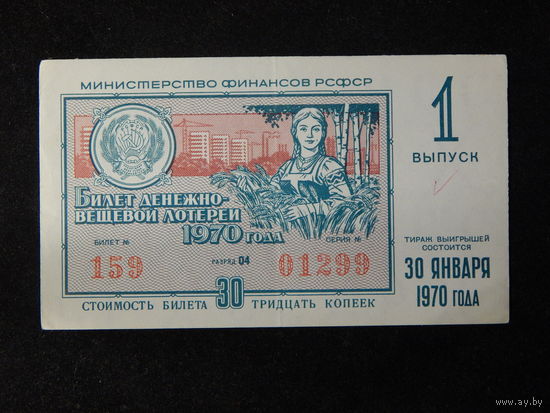 МИНИСТЕРСТВО ФИНАНСОВ РСФСР
1
ВЫПУСК
БИЛЕТ ДЕНЕЖНО-
ВЕЩЕВОЙ ЛОТЕРЕИ
1970 ГОДА
БИЛЕТ № СЕРИЯ №
159 РАЗРЯД 04 01299
СТОИМОСТЬ БИЛЕТА 30 ТРИДЦАТЬ КОПЕЕК
ТИРАЖ ВЫИГРЫШЕЙ
СОСТОИТСЯ
30 ЯНВАРЯ
1970 ГОДА
www.ay.by